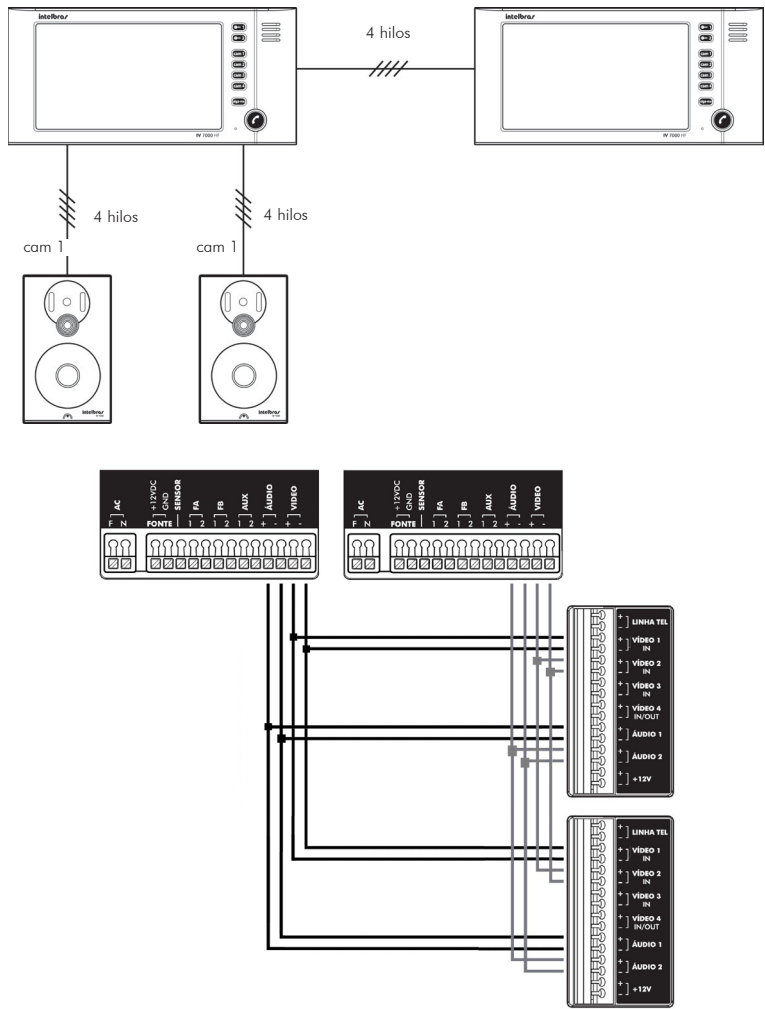 intelbras
intelbras
4 hilos
cam 1
cam 2
cam 3
cam 4
cam 1
cam 2
cam 3
cam 4
IV 7000 HF
IV 7000 HF
4 hilos
4 hilos
cam 1
cam 1
intelbras
intelbras
AC
+12VDC
GND
SENSOR
FA
FB
AUX
ÁUDIO
VIDEO
F N FONTE 1 2 1 2 1 2 + - + -
AC
+12VDC
GND
SENSOR
FA
FB
AUX
ÁUDIO
VIDEO
F N FONTE 1 2 1 2 1 2 + - + -
+
- LINHA TEL
+
- VÍDEO 1
IN
+
- VÍDEO 2
IN
+
- VÍDEO 3
IN
+
- VÍDEO 4
IN/OUT
+
- ÁUDIO 1
+
- ÁUDIO 2
+
- +12V
+
- LINHA TEL
+
- VÍDEO 1
IN
+
- VÍDEO 2
IN
+
- VÍDEO 3
IN
+
- VÍDEO 4
IN/OUT
+
- ÁUDIO 1
+
- ÁUDIO 2
+
- +12V